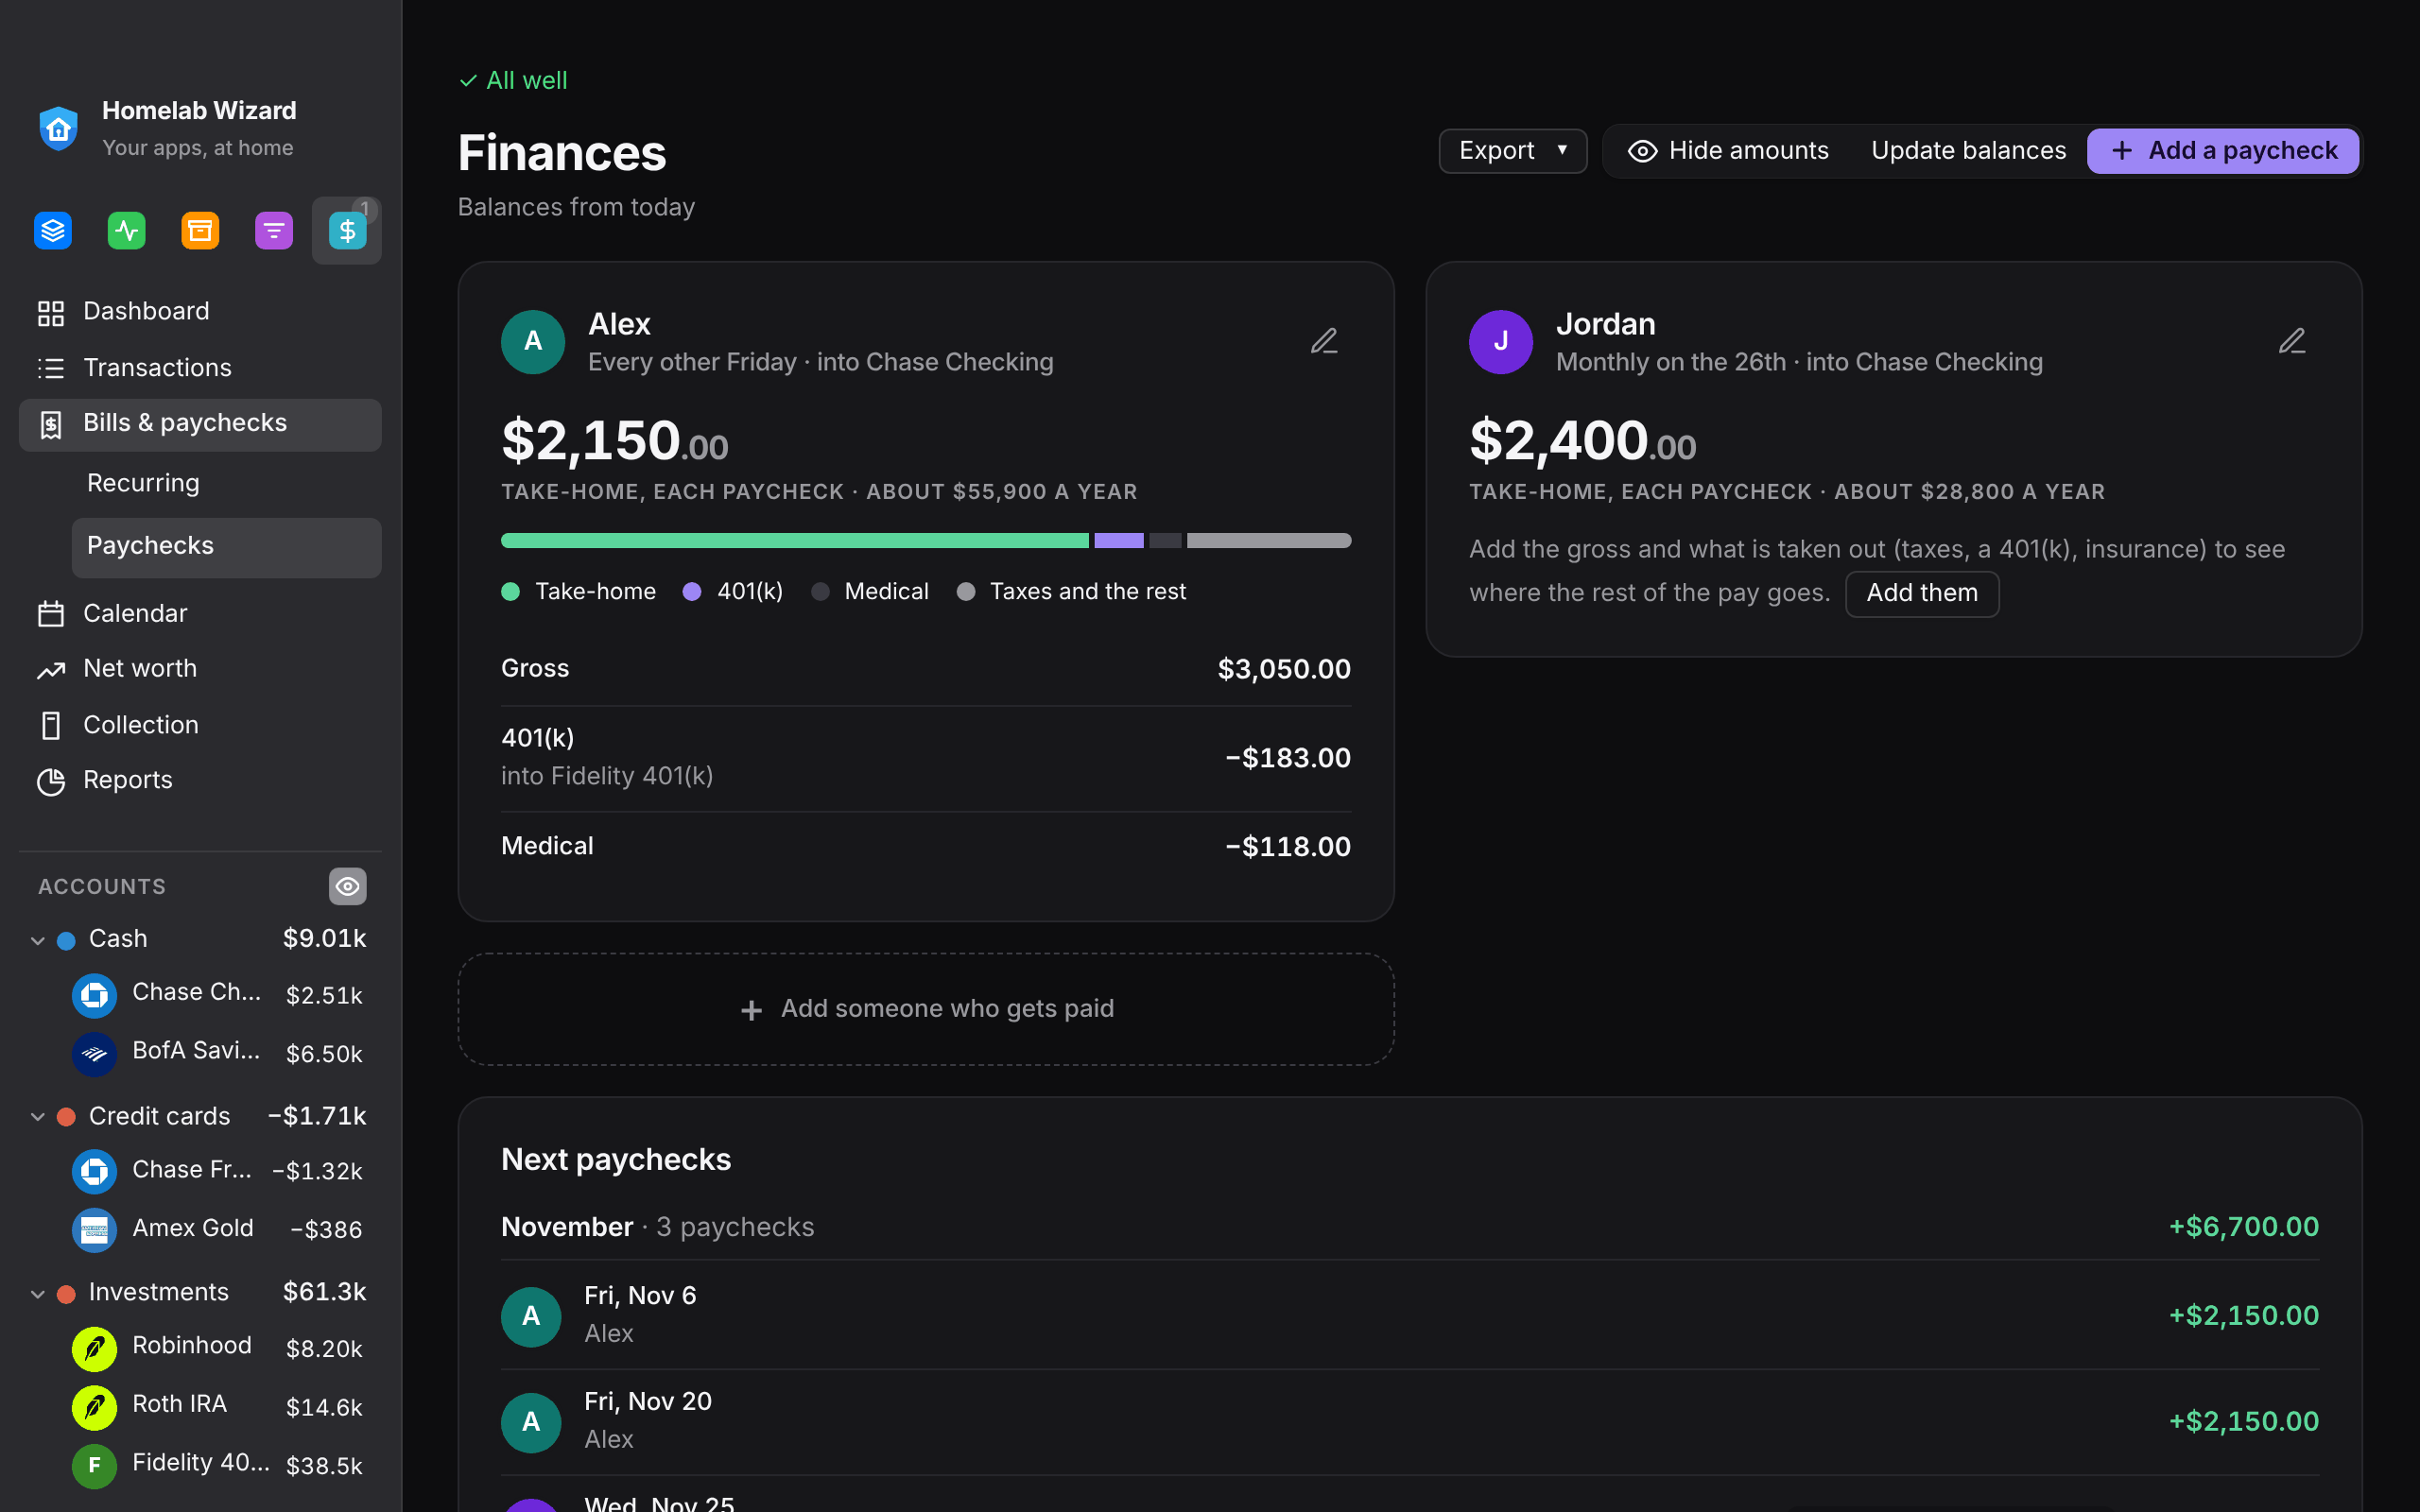 Homelab Wizard
Your apps, at home
1
Dashboard
Transactions
Bills & paychecks
Recurring
Paychecks
Calendar
Net worth
Collection
Reports
ACCOUNTS
Cash $9.01k
Chase Ch... $2.51k
BofA Savi... $6.50k
Credit cards −$1.71k
Chase Fr... −$1.32k
Amex Gold −$386
Investments $61.3k
Robinhood $8.20k
Roth IRA $14.6k
F Fidelity 40... $38.5k
All well
Finances
Balances from today
Export
Hide amounts
Update balances
+ Add a paycheck
A
Alex
Every other Friday · into Chase Checking
$2,150.00
TAKE-HOME, EACH PAYCHECK · ABOUT $55,900 A YEAR
Take-home 401(k) Medical Taxes and the rest
Gross $3,050.00
401(k)
into Fidelity 401(k)
−$183.00
Medical −$118.00
J
Jordan
Monthly on the 26th · into Chase Checking
$2,400.00
TAKE-HOME, EACH PAYCHECK · ABOUT $28,800 A YEAR
Add the gross and what is taken out (taxes, a 401(k), insurance) to see
where the rest of the pay goes. Add them
+ Add someone who gets paid
Next paychecks
November · 3 paychecks +$6,700.00
A
Fri, Nov 6
Alex
+$2,150.00
A
Fri, Nov 20
Alex
+$2,150.00
Wed, Nov 25